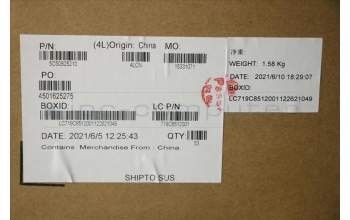 P/N (4L)Origin: China MO:
5C50S25210 4LCN
PO:
4501625275
BOXID LC P/N
LC719C8512001122621049
DATE: 2021/6/5 12:25:43 QTY
Contains Merchandise From : China
SHIPTO SUS
净重:
WEIGHT: 1.58 Kg
DATE: 2021/6/10 18:29:07
BOXID:
LC719C8512001122621049